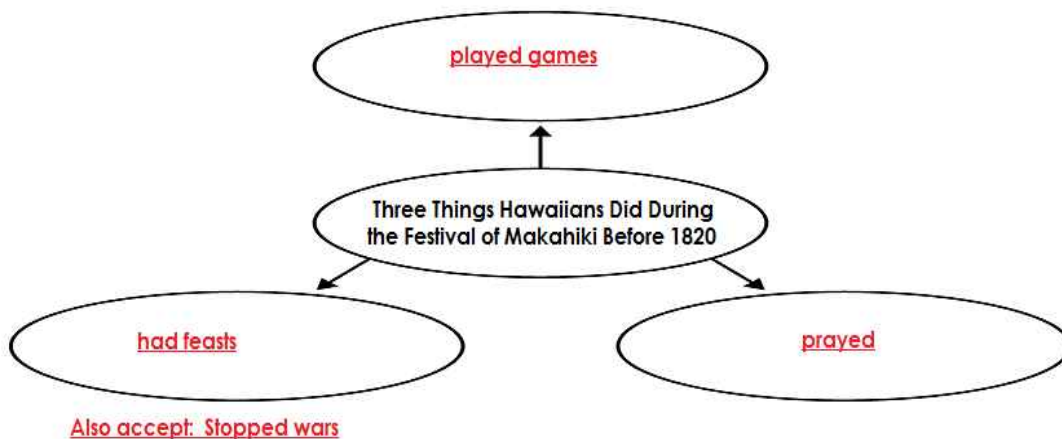 played games
Three Things Hawaiians Did During
the Festival of Makahiki Before 1820
had feasts
prayed
Also accept:  Stopped wars